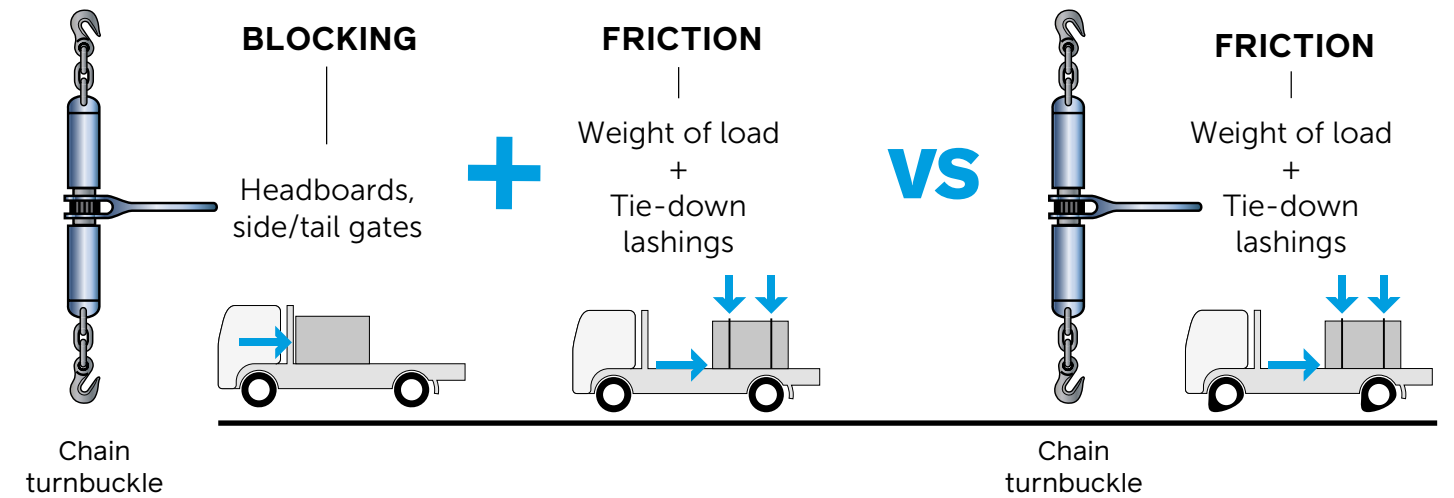 BLOCKING
Headboards,
side/tail gates
FRICTION
Weight of load
+
Tie-down
lashings
+
VS
FRICTION
Weight of load
+
Tie-down
lashings
Chain
turnbuckle
Chain
turnbuckle